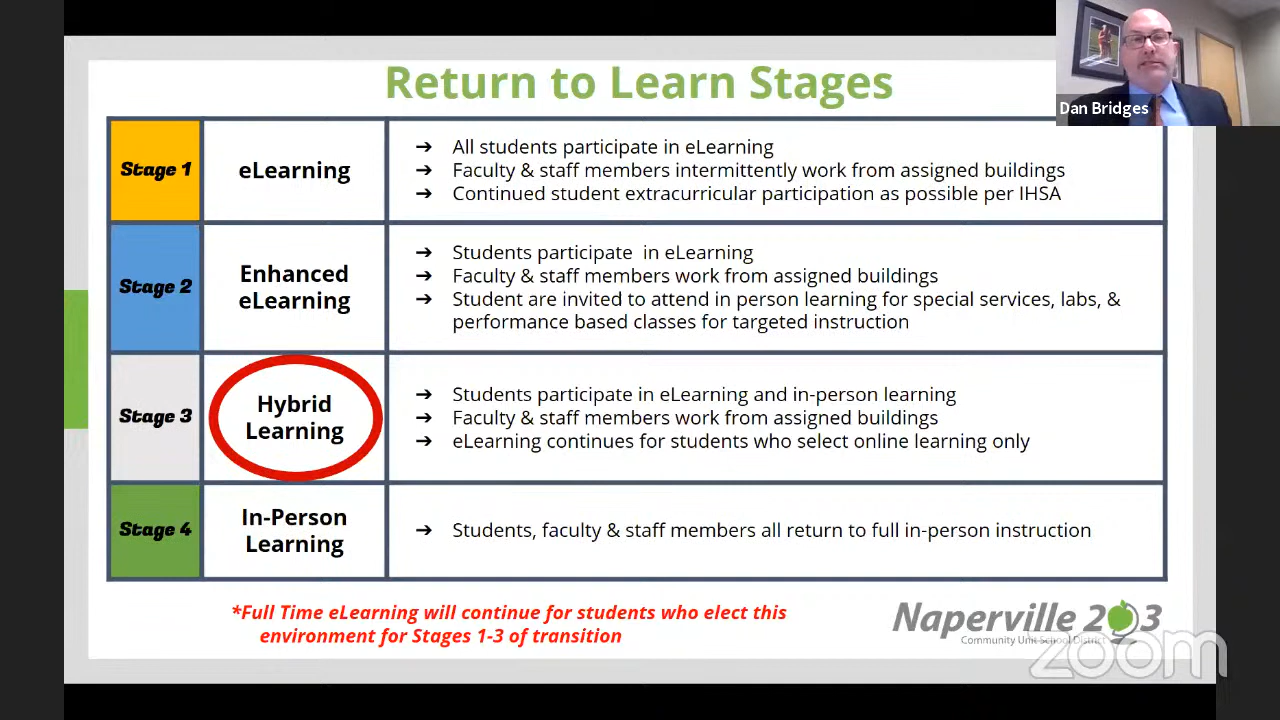 Return to Learn Stages
Dan Bridges
Stage 1
eLearning
➔ All students participate in eLearning
➔ Faculty & staff members intermittently work from assigned buildings
➔ Continued student extracurricular participation as possible per IHSA
Stage 2
Enhanced
eLearning
➔ Students participate in eLearning
➔ Faculty & staff members work from assigned buildings
➔ Student are invited to attend in person learning for special services, labs, &
performance based classes for targeted instruction
Stage 3
Hybrid
Learning
➔ Students participate in eLearning and in-person learning
➔ Faculty & staff members work from assigned buildings
➔ eLearning continues for students who select online learning only
Stage 4
In-Person
Learning
➔ Students, faculty & staff members all return to full in-person instruction
*Full Time eLearning will continue for students who elect this
environment for Stages 1-3 of transition
Naperville 203
Community Unit School District
zoom